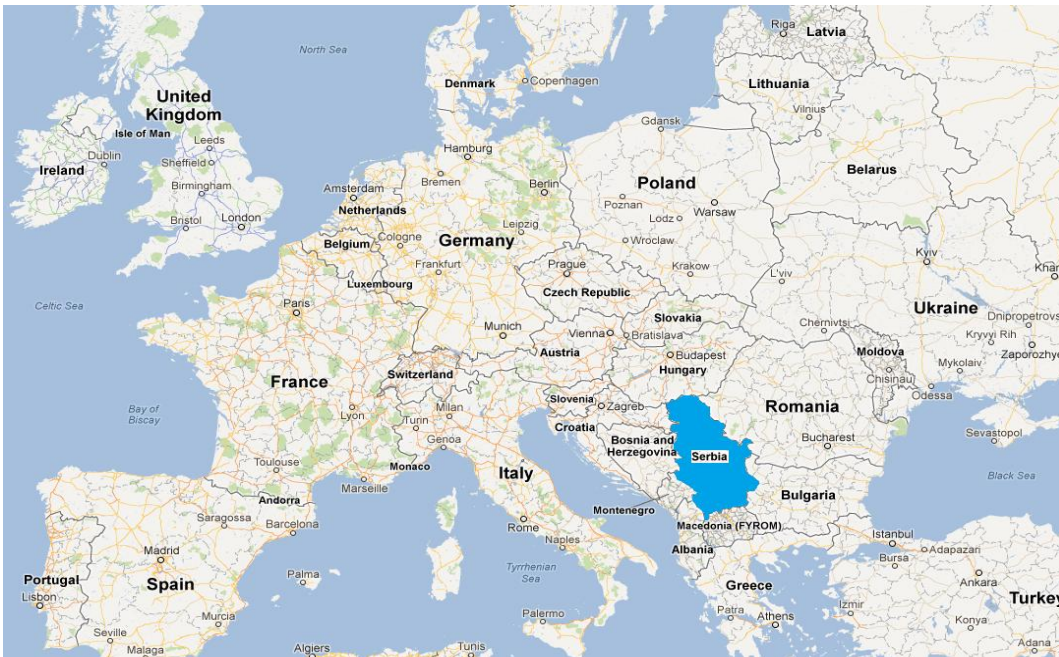 Riga
Latvia
North Sea
Denmark
Copenhagen
Lithuania
Vilnius
United
Kingdom
Isle of Man
Leeds
Gdansk
Dublin
Sheffield
Hamburg
Ireland
Birmingham
Bremen
Berlin
Belarus
Amsterdam
Poland
Poznan
Warsaw
Netherlands
Bristol
London
Leipzig
Lodz
Belgium
Cologne
Germany
Wroclaw
Kyiv
Frankfurt
Prague
Krakow
L'viv
Khar
Luxembourg
Czech Republic
Celtic Sea
Paris
Ukraine
Slovakia
Dnipropetrovs
Munich
Vienna
Bratislava
Chernivtsi
Kryvyi Rih
Austria
Budapest
Moldova
Zaporozhy
Hungary
Mykolaiv
Switzerland
Chisinau
France
Odessa
Slovenia
Zagreb
Romania
Lyon
Milan
Bay of
Biscay
Turin
Croatia
Sevastopol
Genoa
Bosnia and
Herzegovina
Bucharest
Serbia
Toulouse
Monaco
Italy
Black Sea
Marseille
Bulgaria
Andorra
Montenegro
Saragossa
Barcelona
Rome
Macedonia (FYROM)
Istanbul
Naples
Albania
Adapazari
Madrid
Bursa
Tyrrhenian
Sea
Palma
Portugal
Spain
Greece
Ankara
Lisbon
Turkey
Palermo
Patra
Athens
Izmir
Murcia
Konya
Seville
Adana
Malaga
Algiers
Tunis